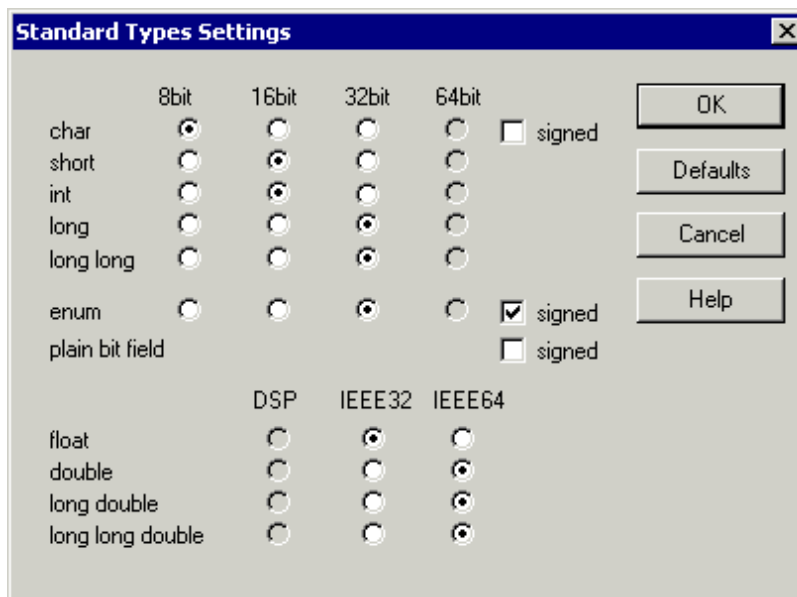 Standard Types Settings
8bit 16bit 32bit 64bit
char signed
short
int
long
long long
enum signed
plain bit field signed
DSP IEEE32 IEEE64
float
double
long double
long long double
OK
Defaults
Cancel
Help